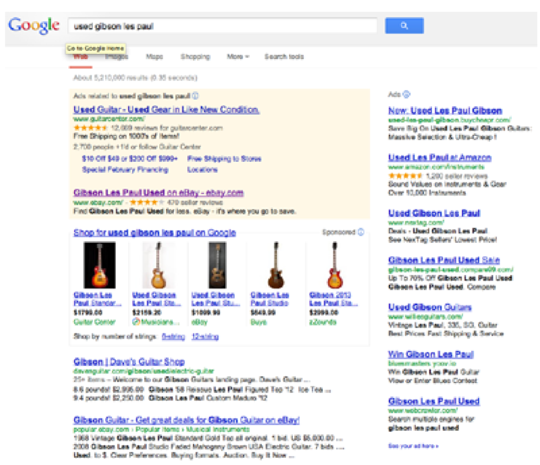 Google
used gibson les paul
Go to Google Home
Web Images Maps Shopping More Search tools
About 5,210,000 results (0.35 seconds)
Ads related to used gibson les paul
Used Guitar - Used Gear in Like New Condition.
www.guitarcenter.com/
12,669 reviews for guitarcenter.com
Free Shipping on 1000's of Items!
2,700 people +1'd or follow Guitar Center
$10 Off $49 or $200 Off $999+ Free Shipping to Stores
Special February Financing Locations
Gibson Les Paul Used on eBay - ebay.com
www.ebay.com/ 479 seller reviews
Find Gibson Les Paul Used for less. eBay - it's where you go to save.
Shop for used gibson les paul on Google Sponsored
Gibson Les Paul Standar...
$1799.00
Guitar Center
Used Gibson Les Paul Sta...
$2159.20
Musicians...
Used Gibson Les Paul Stu...
$1099.99
eBay
Gibson Les Paul Studio
$649.99
Buya
Gibson 2013 Les Paul Sta...
$2999.00
zZounds
Shop by number of strings: 6-string 12-string
Gibson | Dave's Guitar Shop
davesguitar.com/gibson/used/electric-guitar
25+ items - Welcome to our Gibson Guitars landing page. Dave's Guitar ...
8.6 pounds! $2,995.00 Gibson '58 Reissue Les Paul Figured Top '12 Ice Tea ...
9.4 pounds! $2,250.00 Gibson Les Paul Custom Maduro '12
Gibson Guitar - Get great deals for Gibson Guitar on eBay!
popular.ebay.com › Popular Items › Musical Instruments
1968 Vintage Gibson Les Paul Standard Gold Top all original. 1 bid. US $5,00.00 ...
2008 Gibson Les Paul Studio Faded Mahogany Brown USA Electric Guitar. 7 bids ....
Used. to $. Clear Preferences. Buying formats. Auction. Buy It Now ...
Ads
New: Used Les Paul Gibson
used-les-paul-gibson.buycheapr.com/
Save Big On Used Les Paul Gibson Guitars:
Massive Selection & Ultra-Cheap!
Used Les Paul at Amazon
www.amazon.com/instruments
1,280 seller reviews
Sound Values on Instruments & Gear
Over 10,000 Instruments
Used Gibson Les Paul
www.nextag.com/
Deals - Used Gibson Les Paul
See NexTag Sellers' Lowest Price!
Gibson Les Paul Used Sale
gibson-les-paul-used.compare99.com/
Up To 70% Off Gibson Les Paul Used
Gibson Les Paul Used. Compare
Used Gibson Guitars
www.williesguitars.com/
Vintage Les Paul, 335, SG, Guitar
Best Prices Fast Shipping & Service
Win Gibson Les Paul
Win Gibson Les Paul Guitar
View or Enter Blues Contest
Gibson Les Paul Used
www.webcrawler.com/
Search multiple engines for
gibson les paul used
See your ad here »